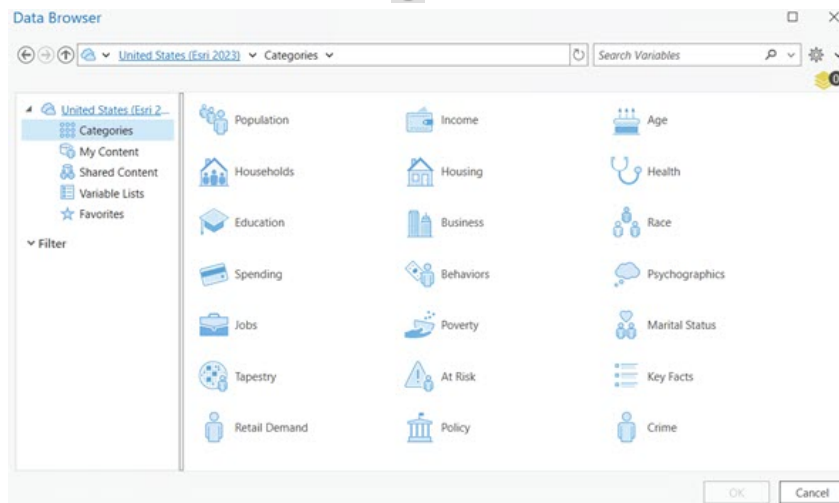 Data Browser
United States (Esri 2023) Categories
Search Variables
0
United States (Esri 2...
Categories
My Content
Shared Content
Variable Lists
Favorites
Filter
Population Income Age
Households Housing Health
Education Business Race
Spending Behaviors Psychographics
Jobs Poverty Marital Status
Tapestry At Risk Key Facts
Retail Demand Policy Crime
OK Cancel